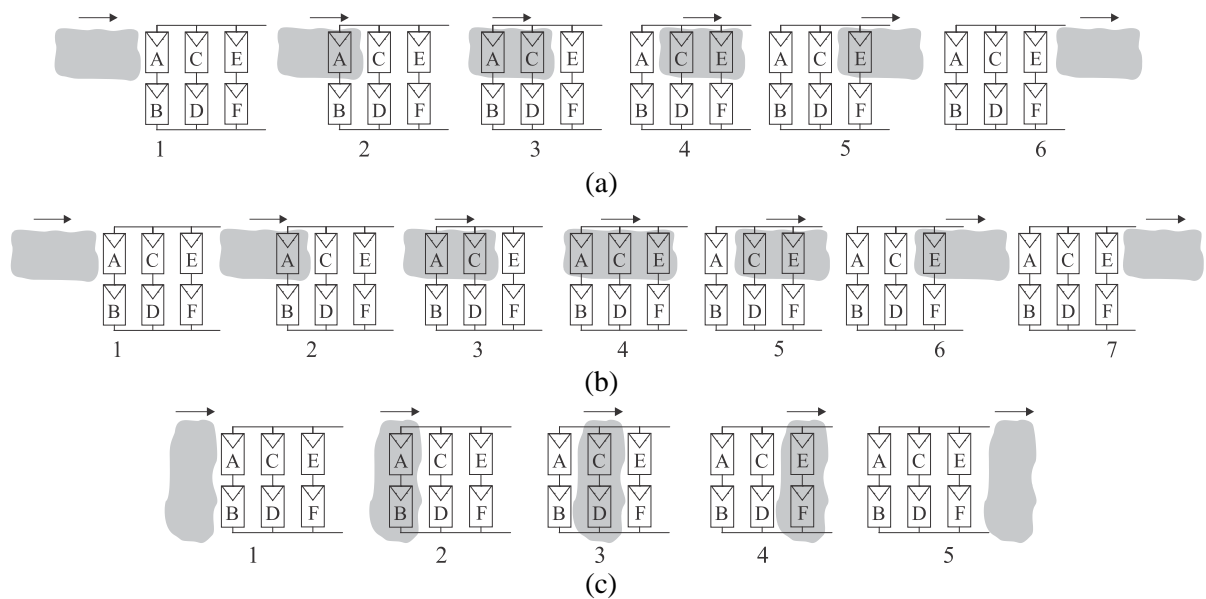 A C E A C E A C E A C E A C E A C E
B D F B D F B D F B D F B D F B D F
1 2 3 4 5 6
(a)
A C E A C E A C E A C E A C E A C E A C E
B D F B D F B D F B D F B D F B D F B D F
1 2 3 4 5 6 7
(b)
A C E A C E A C E A C E A C E
B D F B D F B D F B D F B D F
1 2 3 4 5
(c)